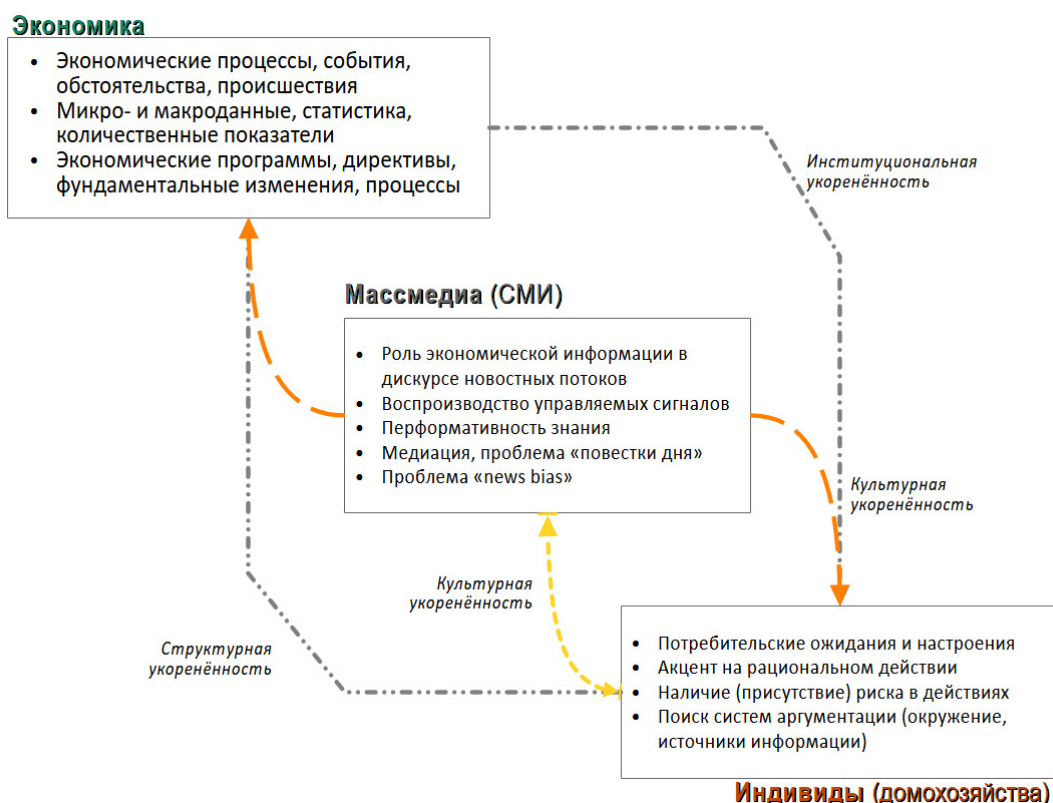 Экономика
• Экономические процессы, события,
обстоятельства, происшествия
• Микро- и макроданные, статистика,
количественные показатели
• Экономические программы, директивы,
фундаментальные изменения, процессы
Институциональная
укоренённость
Массмедиа (СМИ)
• Роль экономической информации в
дискурсе новостных потоков
• Воспроизводство управляемых сигналов
• Перформативность знания
• Медиация, проблема «повестки дня»
• Проблема «news bias»
Культурная
укоренённость
Культурная
укоренённость
Структурная
укоренённость
• Потребительские ожидания и настроения
• Акцент на рациональном действии
• Наличие (присутствие) риска в действиях
• Поиск систем аргументации (окружение,
источники информации)
Индивиды (домохозяйства)